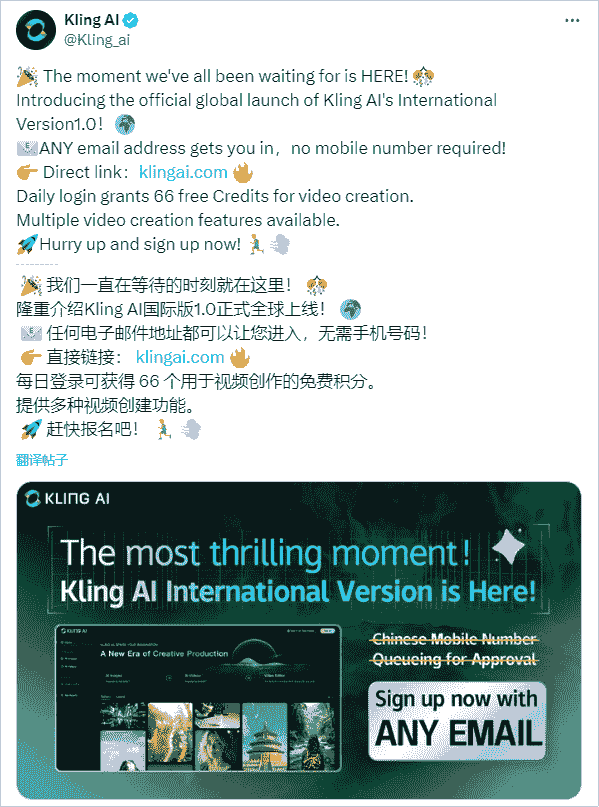 Kling AI
@Kling_ai
🎉 The moment we've all been waiting for is HERE! 🎊
Introducing the official global launch of Kling AI's International
Version1.0！ 🌍
📧ANY email address gets you in，no mobile number required!
👉 Direct link： klingai.com 🔥
Daily login grants 66 free Credits for video creation.
Multiple video creation features available.
🚀Hurry up and sign up now! 🏃💨
---------
🎉 我们一直在等待的时刻就在这里！ 🎊
隆重介绍Kling AI国际版1.0正式全球上线！ 🌍
📧 任何电子邮件地址都可以让您进入，无需手机号码！
👉 直接链接： klingai.com 🔥
每日登录可获得 66 个用于视频创作的免费积分。
提供多种视频创建功能。
🚀 赶快报名吧！ 🏃 💨
翻译帖子
KLING AI
The most thrilling moment!
Kling AI International Version is Here!
KLING AI
A New Era of Creative Production
AI Images
AI Videos
Video Editor
Chinese Mobile Number
Queueing for Approval
Sign up now with
ANY EMAIL